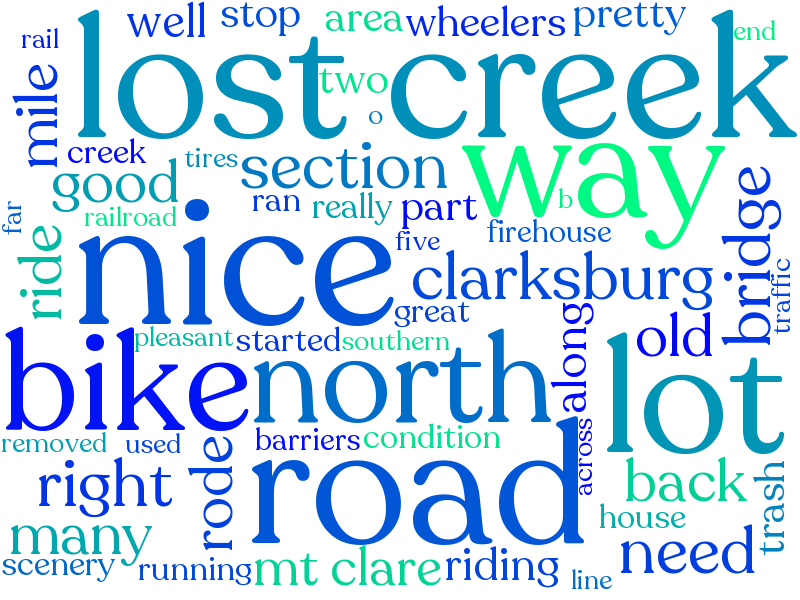 well
stop
area
wheelers
pretty
end
rail
lost creek
two
o
mile
creek
tires
section
way
good
ran
really
part
b
railroad
far
nice
five
firehouse
bridge
ride
clarksburg
traffic
great
along
old
pleasant
started
southern
bike
north
lot
removed
used
barriers
condition
across
road
right
rode
back
trash
house
many
need
scenery
running
mt clare
riding
line